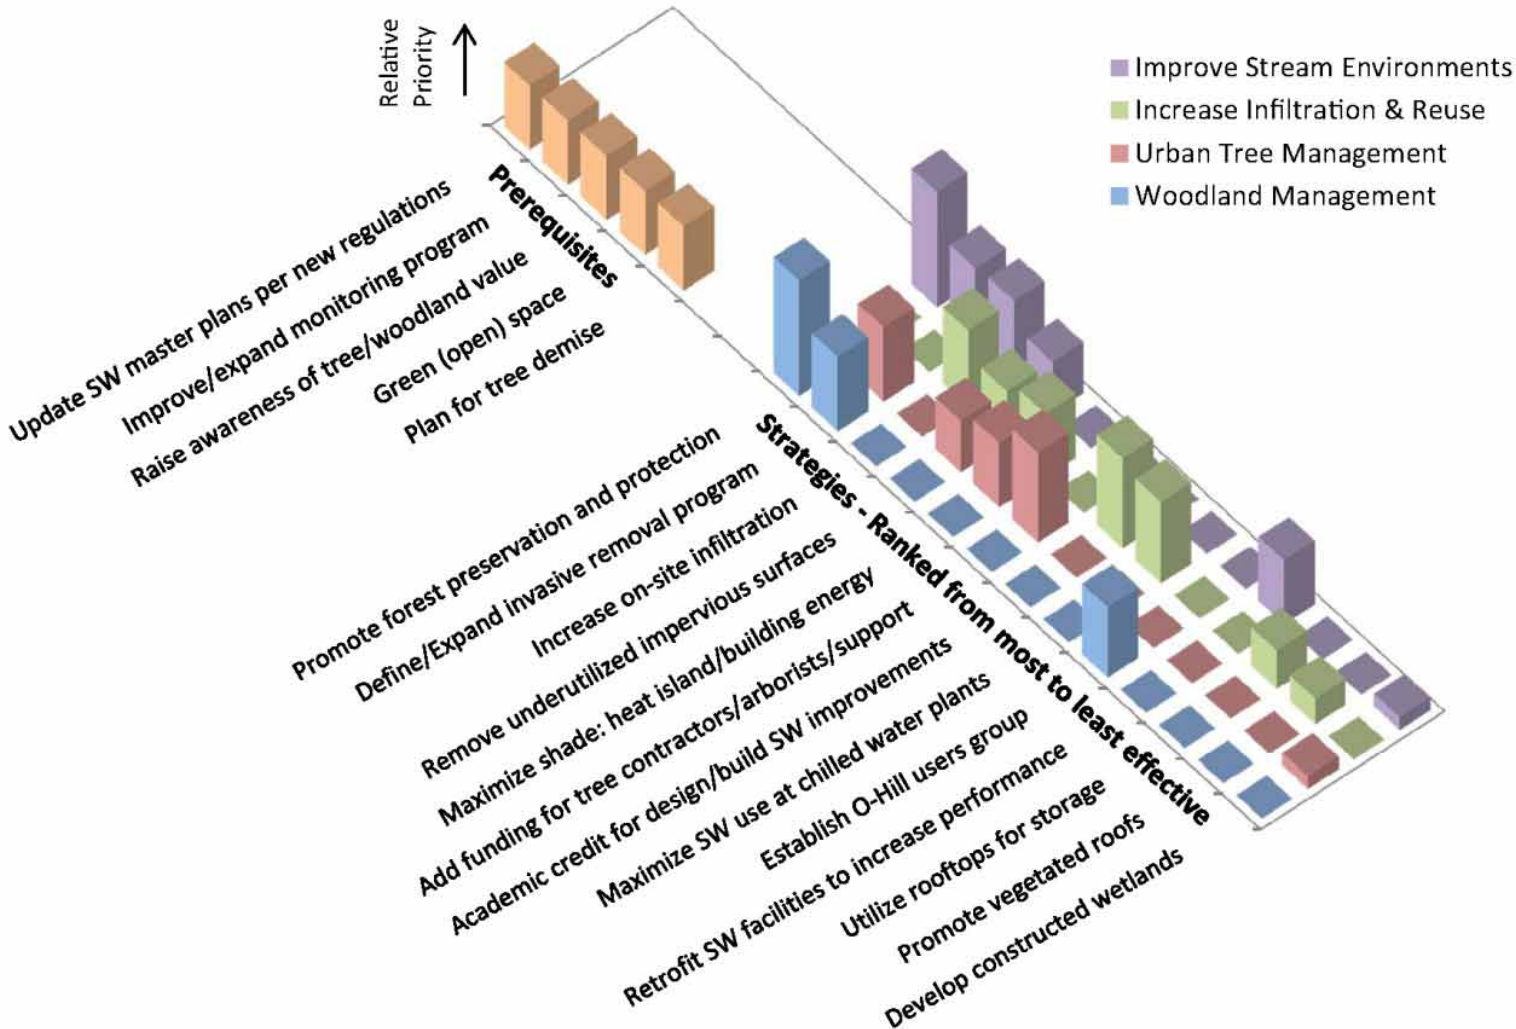 Relative
Priority
Improve Stream Environments
Increase Infiltration & Reuse
Urban Tree Management
Woodland Management
Prerequisites
Update SW master plans per new regulations
Improve/expand monitoring program
Raise awareness of tree/woodland value
Green (open) space
Plan for tree demise
Strategies - Ranked from most to least effective
Promote forest preservation and protection
Define/Expand invasive removal program
Increase on-site infiltration
Remove underutilized impervious surfaces
Maximize shade: heat island/building energy
Add funding for tree contractors/arborists/support
Academic credit for design/build SW improvements
Maximize SW use at chilled water plants
Establish O-Hill users group
Retrofit SW facilities to increase performance
Utilize rooftops for storage
Promote vegetated roofs
Develop constructed wetlands